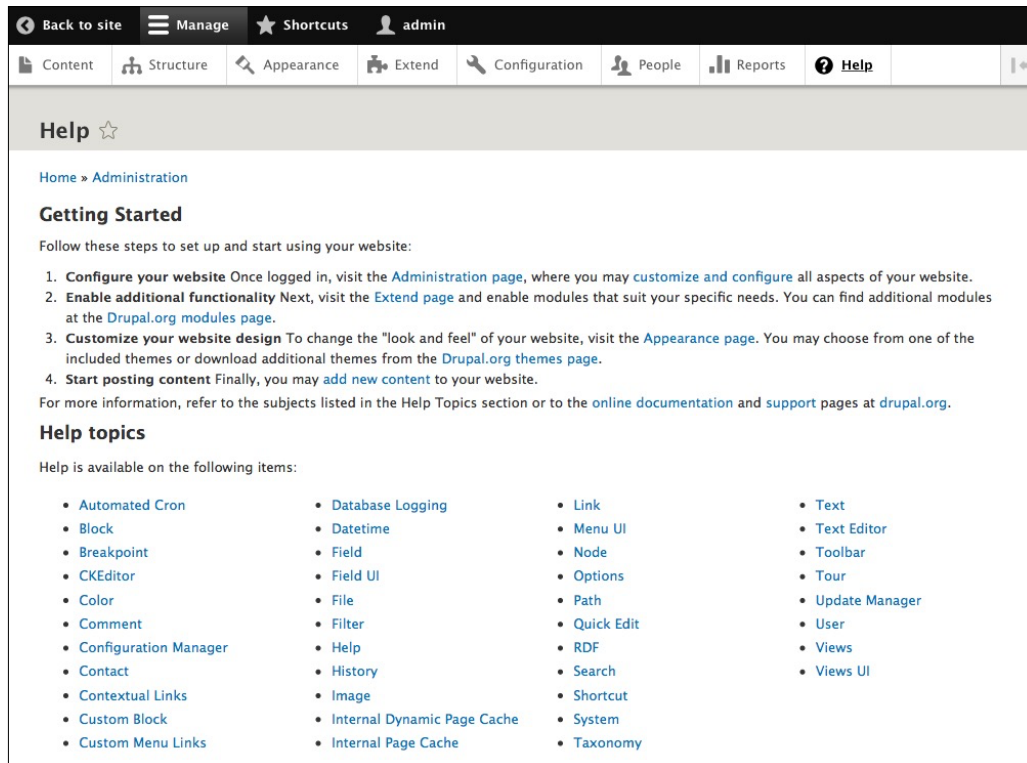 Back to site Manage Shortcuts admin
Content Structure Appearance Extend Configuration People Reports Help
Help
Home » Administration
Getting Started
Follow these steps to set up and start using your website:
1. Configure your website Once logged in, visit the Administration page, where you may customize and configure all aspects of your website.
2. Enable additional functionality Next, visit the Extend page and enable modules that suit your specific needs. You can find additional modules
at the Drupal.org modules page.
3. Customize your website design To change the "look and feel" of your website, visit the Appearance page. You may choose from one of the
included themes or download additional themes from the Drupal.org themes page.
4. Start posting content Finally, you may add new content to your website.
For more information, refer to the subjects listed in the Help Topics section or to the online documentation and support pages at drupal.org.
Help topics
Help is available on the following items:
• Automated Cron
• Block
• Breakpoint
• CKEditor
• Color
• Comment
• Configuration Manager
• Contact
• Contextual Links
• Custom Block
• Custom Menu Links
• Database Logging
• Datetime
• Field
• Field UI
• File
• Filter
• Help
• History
• Image
• Internal Dynamic Page Cache
• Internal Page Cache
• Link
• Menu UI
• Node
• Options
• Path
• Quick Edit
• RDF
• Search
• Shortcut
• System
• Taxonomy
• Text
• Text Editor
• Toolbar
• Tour
• Update Manager
• User
• Views
• Views UI